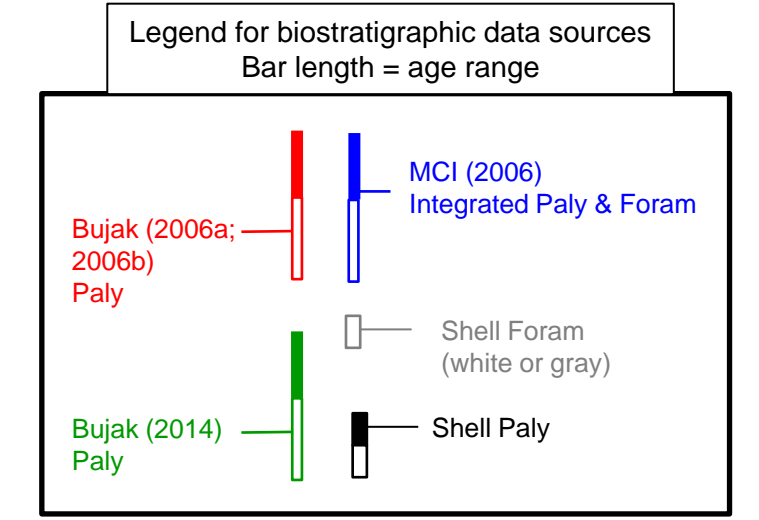 Legend for biostratigraphic data sources
Bar length = age range
MCI (2006)
Integrated Paly & Foram
Bujak (2006a;
2006b)
Paly
Shell Foram
(white or gray)
Bujak (2014)
Paly
Shell Paly